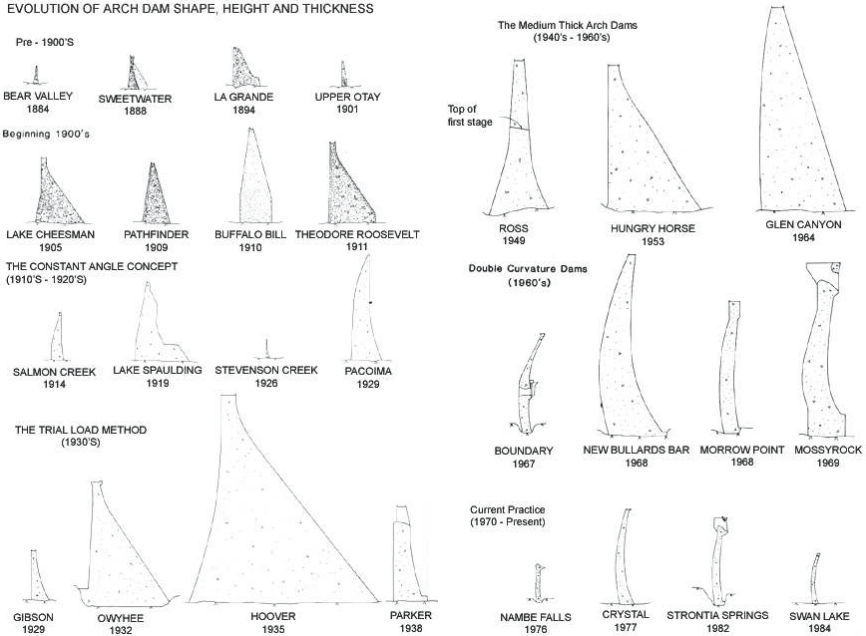 EVOLUTION OF ARCH DAM SHAPE, HEIGHT AND THICKNESS
Pre - 1900'S
BEAR VALLEY
1884
SWEETWATER
1888
LA GRANDE
1894
UPPER OTAY
1901
Beginning 1900's
LAKE CHEESMAN
1905
PATHFINDER
1909
BUFFALO BILL
1910
THEODORE ROOSEVELT
1911
THE CONSTANT ANGLE CONCEPT
(1910'S - 1920'S)
SALMON CREEK
1914
LAKE SPAULDING
1919
STEVENSON CREEK
1926
PACOIMA
1929
THE TRIAL LOAD METHOD
(1930'S)
GIBSON
1929
OWYHEE
1932
HOOVER
1935
PARKER
1938
The Medium Thick Arch Dams
(1940's - 1960's)
Top of
first stage
ROSS
1949
HUNGRY HORSE
1953
GLEN CANYON
1964
Double Curvature Dams
(1960's)
BOUNDARY
1967
NEW BULLARDS BAR
1968
MORROW POINT
1968
MOSSYROCK
1969
Current Practice
(1970 - Present)
NAMBE FALLS
1976
CRYSTAL
1977
STRONTIA SPRINGS
1982
SWAN LAKE
1984